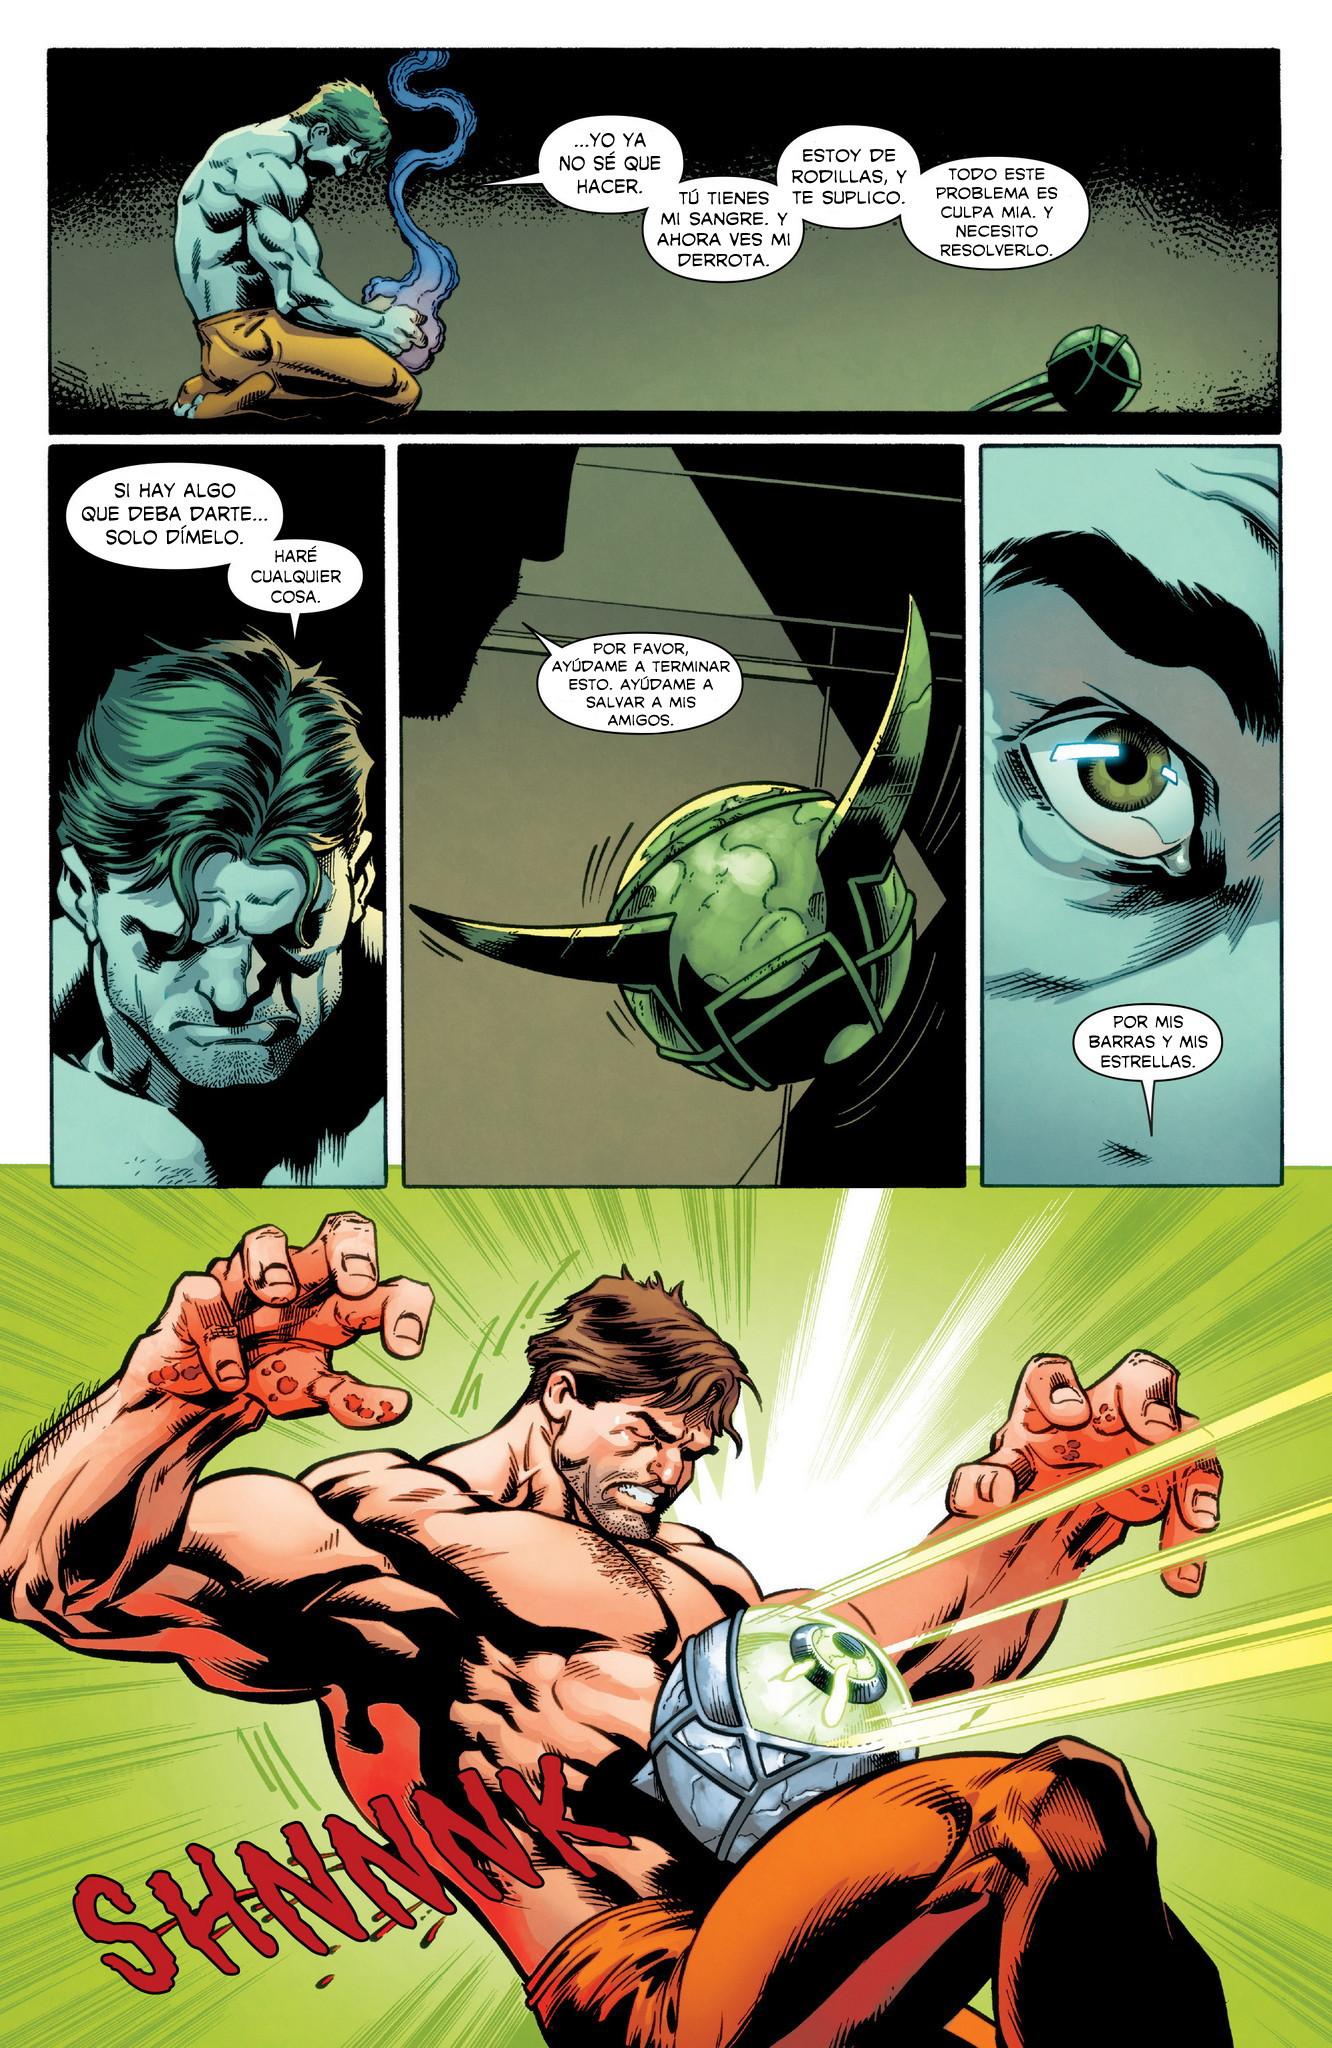 ...YO YA
NO SÉ QUE
HACER.
TÚ TIENES
MI SANGRE. Y
AHORA VES MI
DERROTA.
ESTOY DE
RODILLAS, Y
TE SUPLICO.
TODO ESTE
PROBLEMA ES
CULPA MIA. Y
NECESITO
RESOLVERLO.
SI HAY ALGO
QUE DEBA DARTE...
SOLO DÍMELO.
HARÉ
CUALQUIER
COSA.
POR FAVOR,
AYÚDAME A TERMINAR
ESTO. AYÚDAME A
SALVAR A MIS
AMIGOS.
POR MIS
BARRAS Y MIS
ESTRELLAS.
SHNNNK